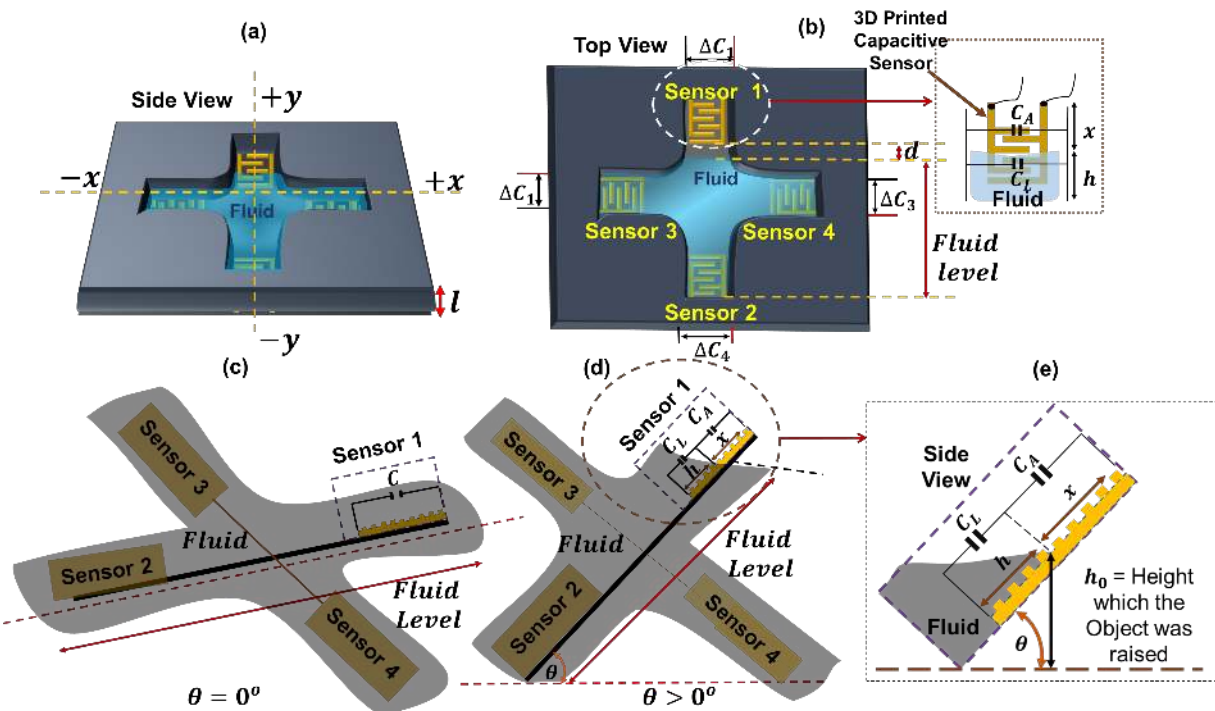 (a)
Side View
+y
-x
+x
Fluid
l
-y
(b)
Top View
ΔC₁
Sensor 1
d
Fluid
ΔC₁
ΔC₃
Sensor 3
Sensor 4
Fluid
level
Sensor 2
ΔC₄
3D Printed
Capacitive
Sensor
C_A
x
C_L
h
Fluid
(c)
Sensor 1
C
Sensor 3
Fluid
Sensor 2
Fluid
Level
Sensor 4
θ = 0°
(d)
Sensor 1
C_A
C_L
x
h
Sensor 3
Fluid
Fluid
Level
Sensor 2
Sensor 4
θ
θ > 0°
(e)
Side
View
C_A
x
C_L
h
Fluid
θ
h₀ = Height
which the
Object was
raised